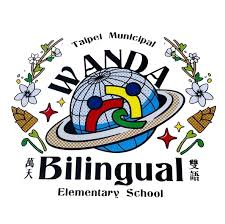 Taipei Municipal
WANDA
萬大
Bilingual
雙語
Elementary School